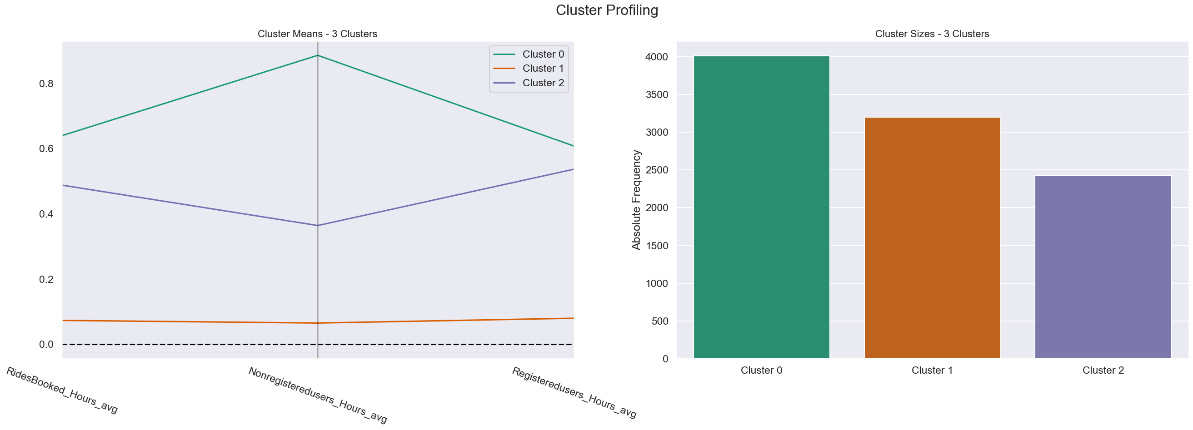 Cluster Profiling
Cluster Means - 3 Clusters
Cluster 0
Cluster 1
Cluster 2
0.8
0.6
0.4
0.2
0.0
RidesBooked_Hours_avg
Nonregisteredusers_Hours_avg
Registeredusers_Hours_avg
Cluster Sizes - 3 Clusters
Absolute Frequency
4000
3500
3000
2500
2000
1500
1000
500
0
Cluster 0
Cluster 1
Cluster 2